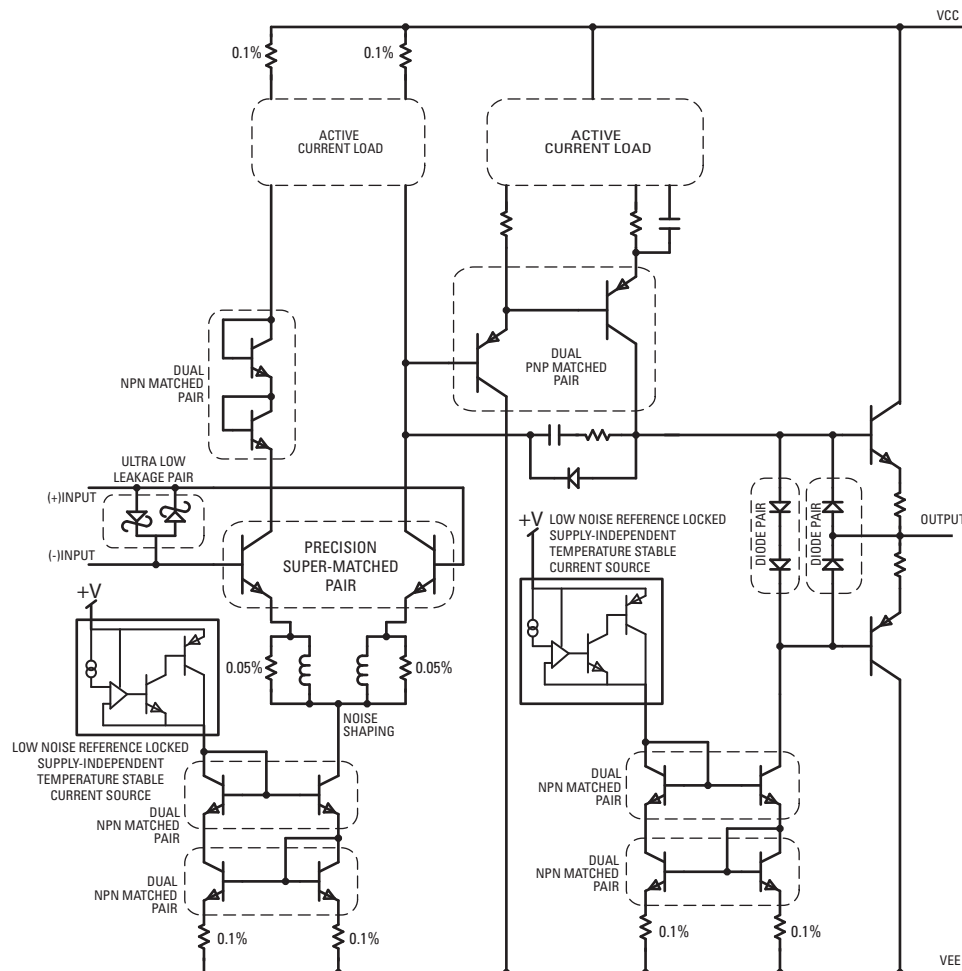 VCC
0.1%
0.1%
ACTIVE
CURRENT LOAD
ACTIVE
CURRENT LOAD
DUAL
NPN MATCHED
PAIR
DUAL
PNP MATCHED
PAIR
ULTRA LOW
LEAKAGE PAIR
(+)INPUT
(-)INPUT
PRECISION
SUPER-MATCHED
PAIR
+V
LOW NOISE REFERENCE LOCKED
SUPPLY-INDEPENDENT
TEMPERATURE STABLE
CURRENT SOURCE
DIODE PAIR
DIODE PAIR
OUTPUT
+V
0.05%
0.05%
NOISE
SHAPING
LOW NOISE REFERENCE LOCKED
SUPPLY-INDEPENDENT
TEMPERATURE STABLE
CURRENT SOURCE
DUAL
NPN MATCHED
PAIR
DUAL
NPN MATCHED
PAIR
DUAL
NPN MATCHED
PAIR
DUAL
NPN MATCHED
PAIR
0.1%
0.1%
0.1%
0.1%
VEE